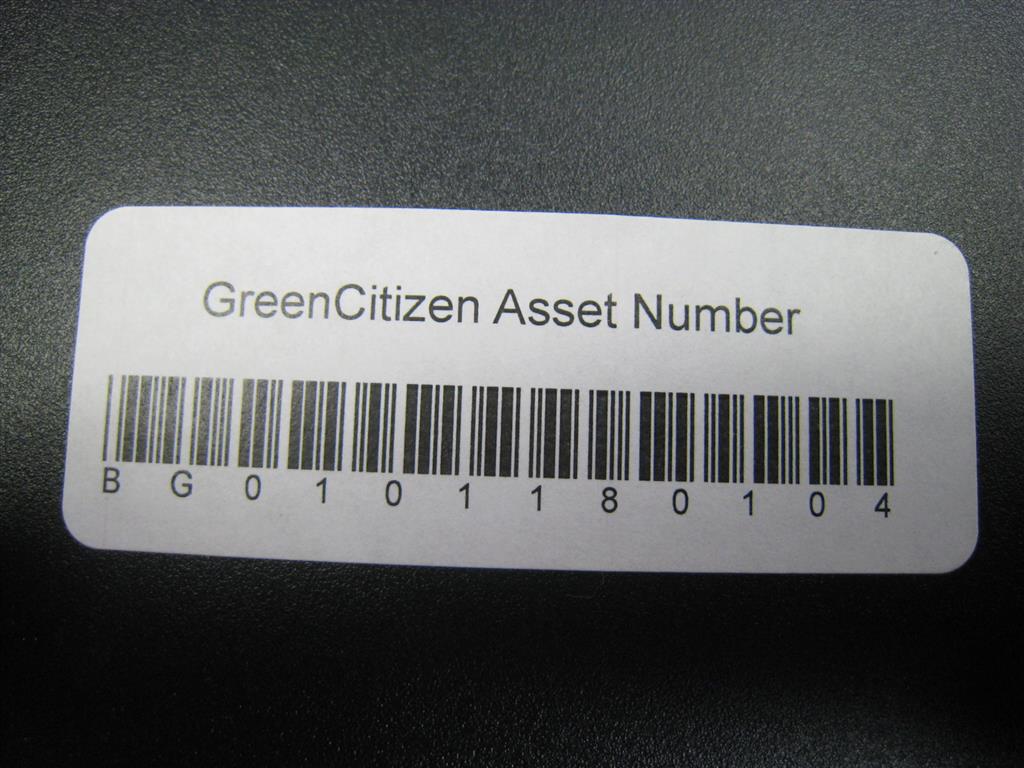 GreenCitizen Asset Number
B G 0 1 0 1 1 8 0 1 0 4